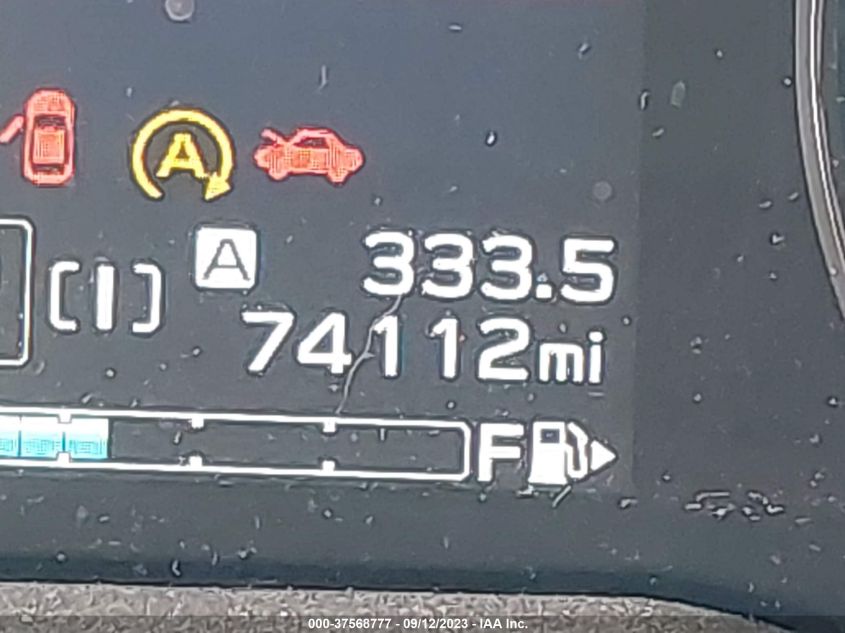 A
A 333.5
74112mi
F
000-37568777 - 09/12/2023 - IAA Inc.